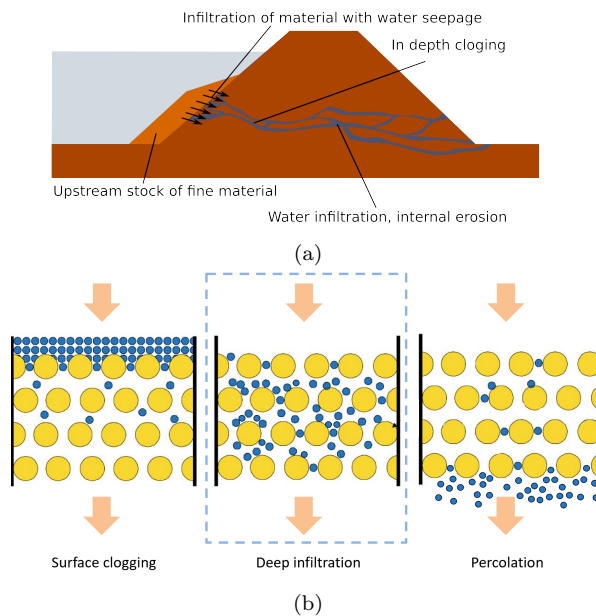 Infiltration of material with water seepage
In depth cloging
Upstream stock of fine material
Water infiltration, internal erosion
(a)
Surface clogging
Deep infiltration
Percolation
(b)